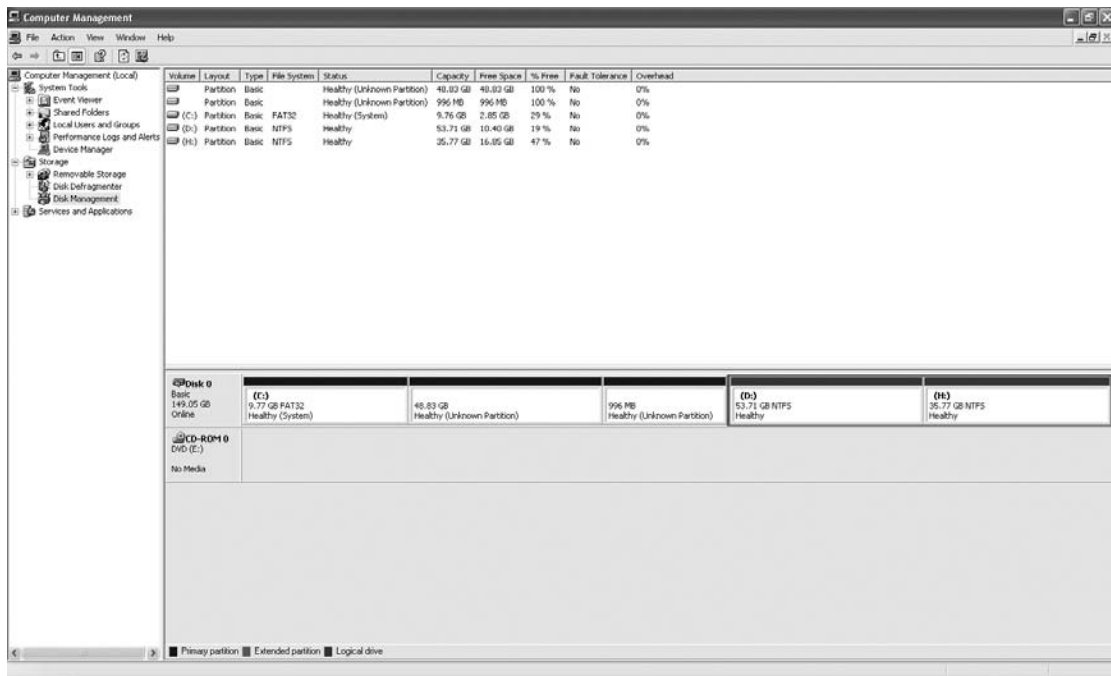 Computer Management
File Action View Window Help
Computer Management (Local)
System Tools
Event Viewer
Shared Folders
Local Users and Groups
Performance Logs and Alerts
Device Manager
Storage
Removable Storage
Disk Defragmenter
Disk Management
Services and Applications
Volume Layout Type File System Status Capacity Free Space % Free Fault Tolerance Overhead
Partition Basic Healthy (Unknown Partition) 48.83 GB 48.83 GB 100 % No 0%
Partition Basic Healthy (Unknown Partition) 996 MB 996 MB 100 % No 0%
(C:) Partition Basic FAT32 Healthy (System) 9.76 GB 2.85 GB 29 % No 0%
(D:) Partition Basic NTFS Healthy 53.71 GB 10.40 GB 19 % No 0%
(H:) Partition Basic NTFS Healthy 35.77 GB 16.85 GB 47 % No 0%
Disk 0
Basic
149.05 GB
Online
(C:)
9.77 GB FAT32
Healthy (System)
48.83 GB
Healthy (Unknown Partition)
996 MB
Healthy (Unknown Partition)
(D:)
53.71 GB NTFS
Healthy
(H:)
35.77 GB NTFS
Healthy
CD-ROM 0
DVD (E:)
No Media
Primary partition Extended partition Logical drive